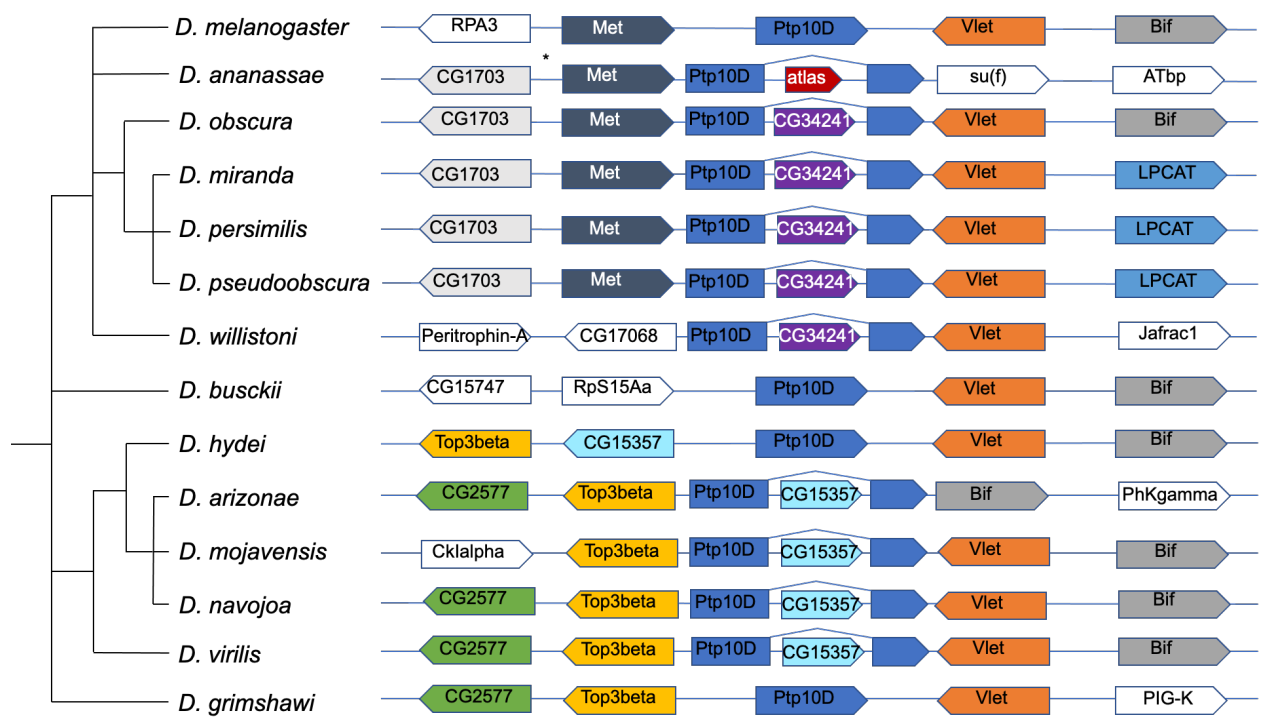 D. melanogaster RPA3 Met Ptp10D Vlet Bif
*
D. ananassae CG1703 Met Ptp10D atlas su(f) ATbp
D. obscura CG1703 Met Ptp10D CG34241 Vlet Bif
D. miranda CG1703 Met Ptp10D CG34241 Vlet LPCAT
D. persimilis CG1703 Met Ptp10D CG34241 Vlet LPCAT
D. pseudoobscura CG1703 Met Ptp10D CG34241 Vlet LPCAT
D. willistoni Peritrophin-A CG17068 Ptp10D CG34241 Vlet Jafrac1
D. busckii CG15747 RpS15Aa Ptp10D Vlet Bif
D. hydei Top3beta CG15357 Ptp10D Vlet Bif
D. arizonae CG2577 Top3beta Ptp10D CG15357 Bif PhKgamma
D. mojavensis CkIalpha Top3beta Ptp10D CG15357 Vlet Bif
D. navojoa CG2577 Top3beta Ptp10D CG15357 Vlet Bif
D. virilis CG2577 Top3beta Ptp10D CG15357 Vlet Bif
D. grimshawi CG2577 Top3beta Ptp10D Vlet PIG-K